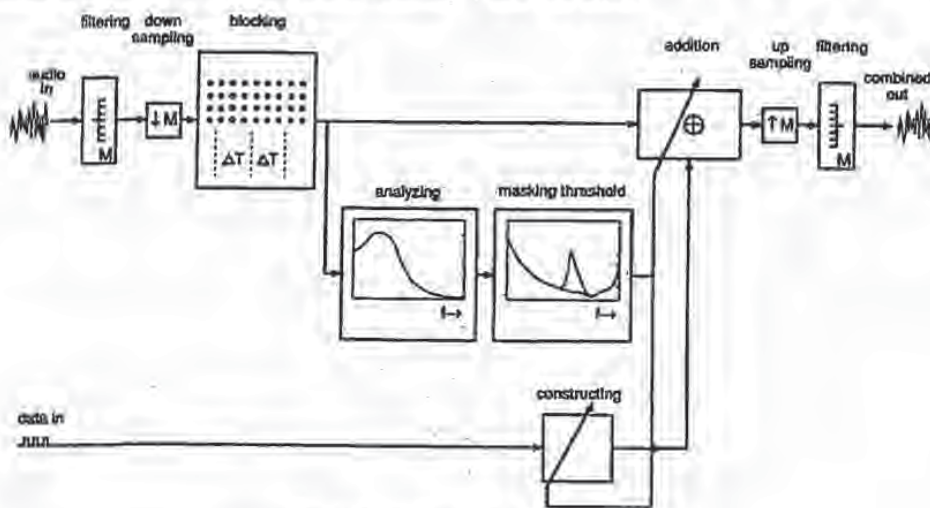 filtering
down
sampling
blocking
audio
in
M
↓ M
ΔT ΔT
analyzing
masking threshold
f→
f→
addition
up
sampling
filtering
combined
out
↑ M
M
data in
constructing